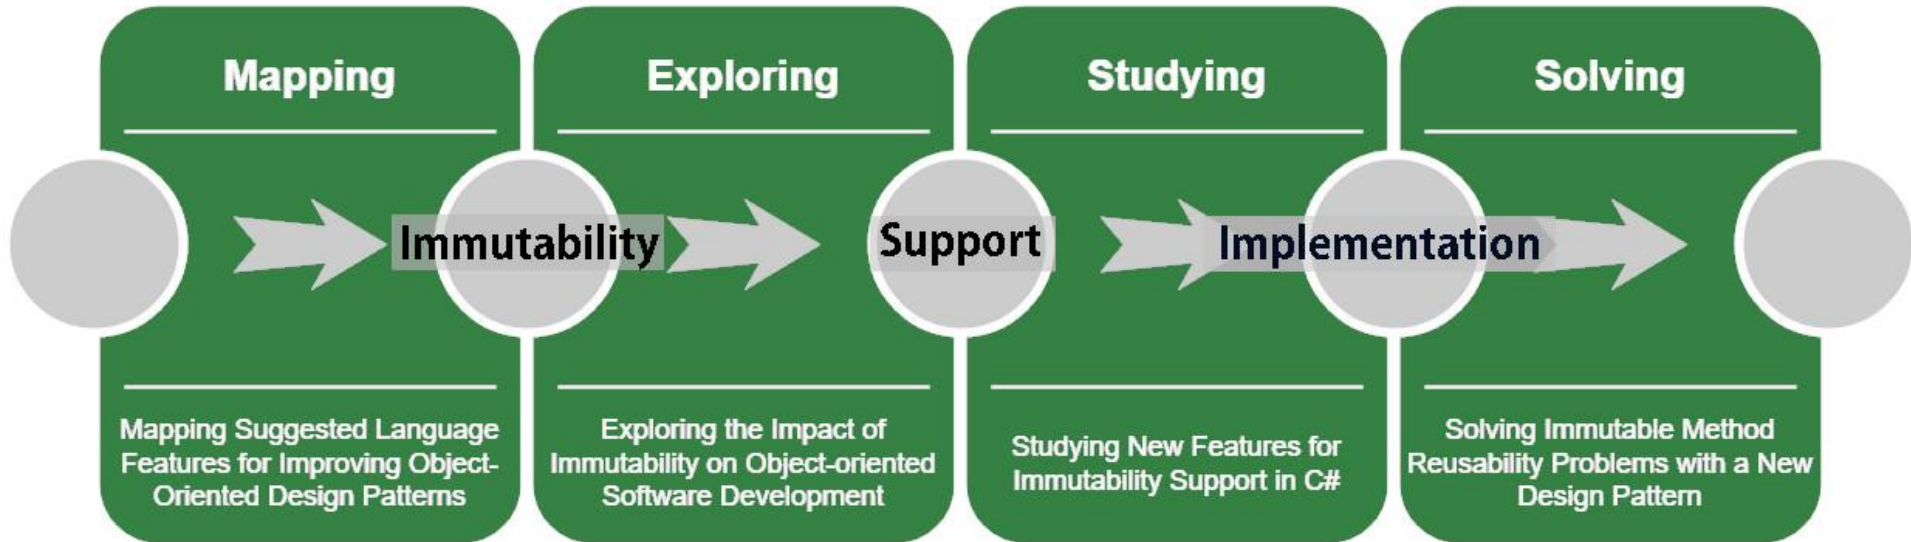 Mapping
Exploring
Studying
Solving
Immutability
Support
Implementation
Mapping Suggested Language
Features for Improving Object-
Oriented Design Patterns
Exploring the Impact of
Immutability on Object-oriented
Software Development
Studying New Features for
Immutability Support in C#
Solving Immutable Method
Reusability Problems with a New
Design Pattern